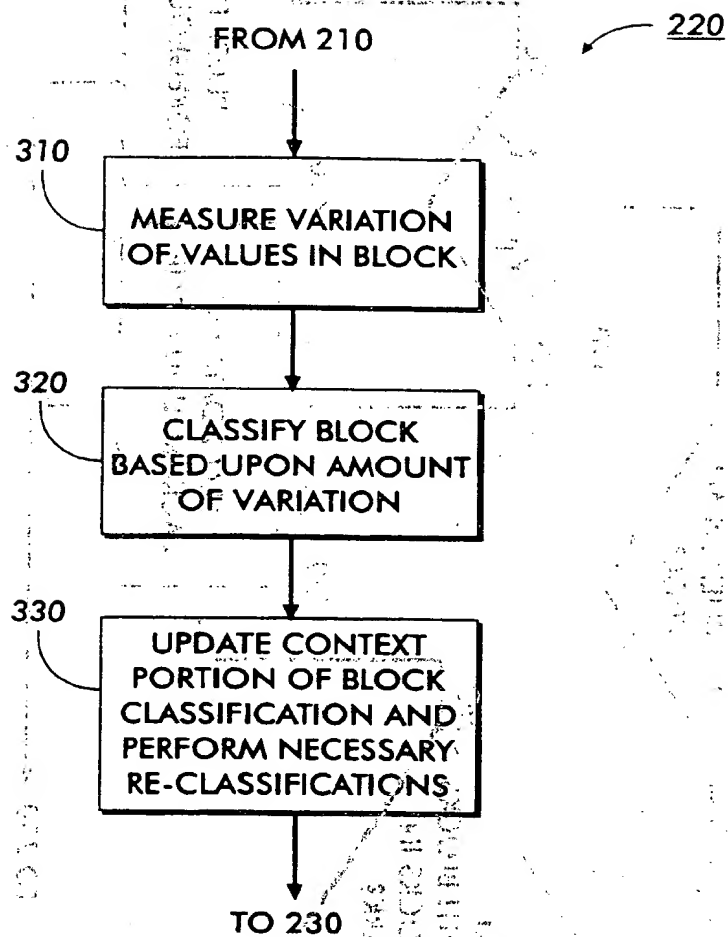 FROM 210
220
310
MEASURE VARIATION
OF VALUES IN BLOCK
320
CLASSIFY BLOCK
BASED UPON AMOUNT
OF VARIATION
330
UPDATE CONTEXT
PORTION OF BLOCK
CLASSIFICATION AND
PERFORM NECESSARY
RE-CLASSIFICATIONS
TO 230